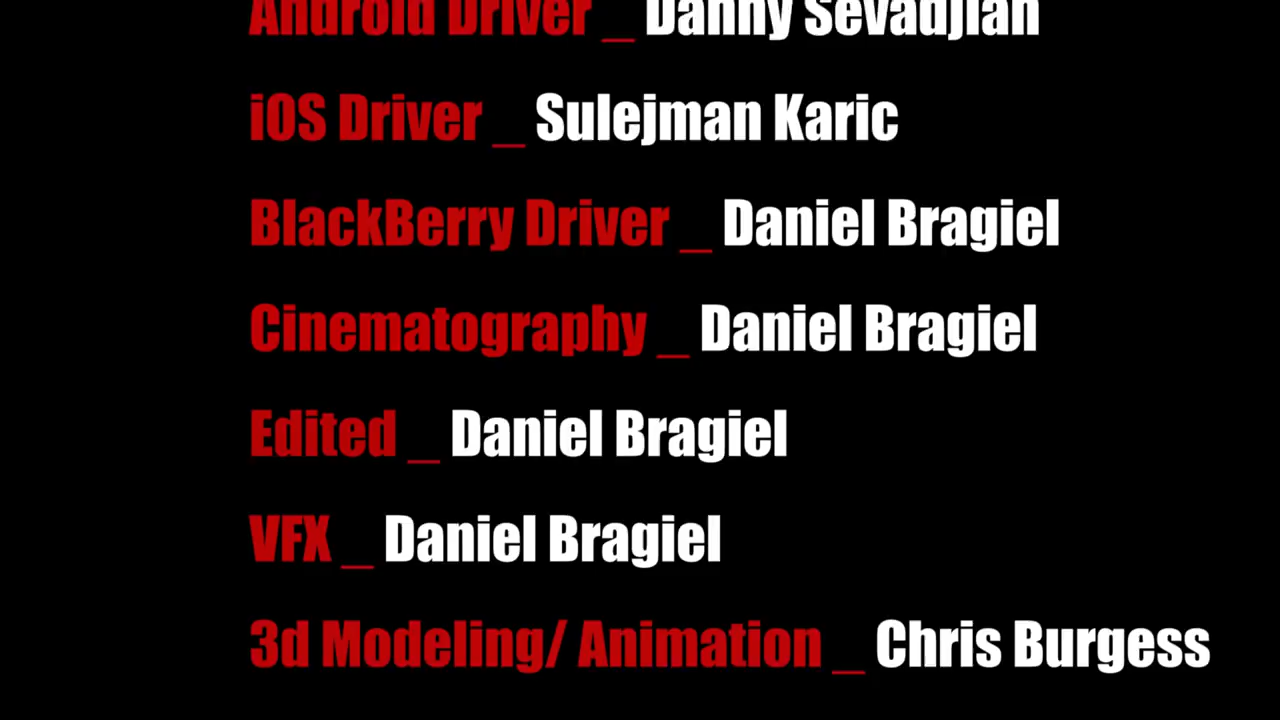 Android Driver _ Danny Sevadjian
iOS Driver _ Sulejman Karic
BlackBerry Driver _ Daniel Bragiel
Cinematography _ Daniel Bragiel
Edited _ Daniel Bragiel
VFX _ Daniel Bragiel
3d Modeling/ Animation _ Chris Burgess